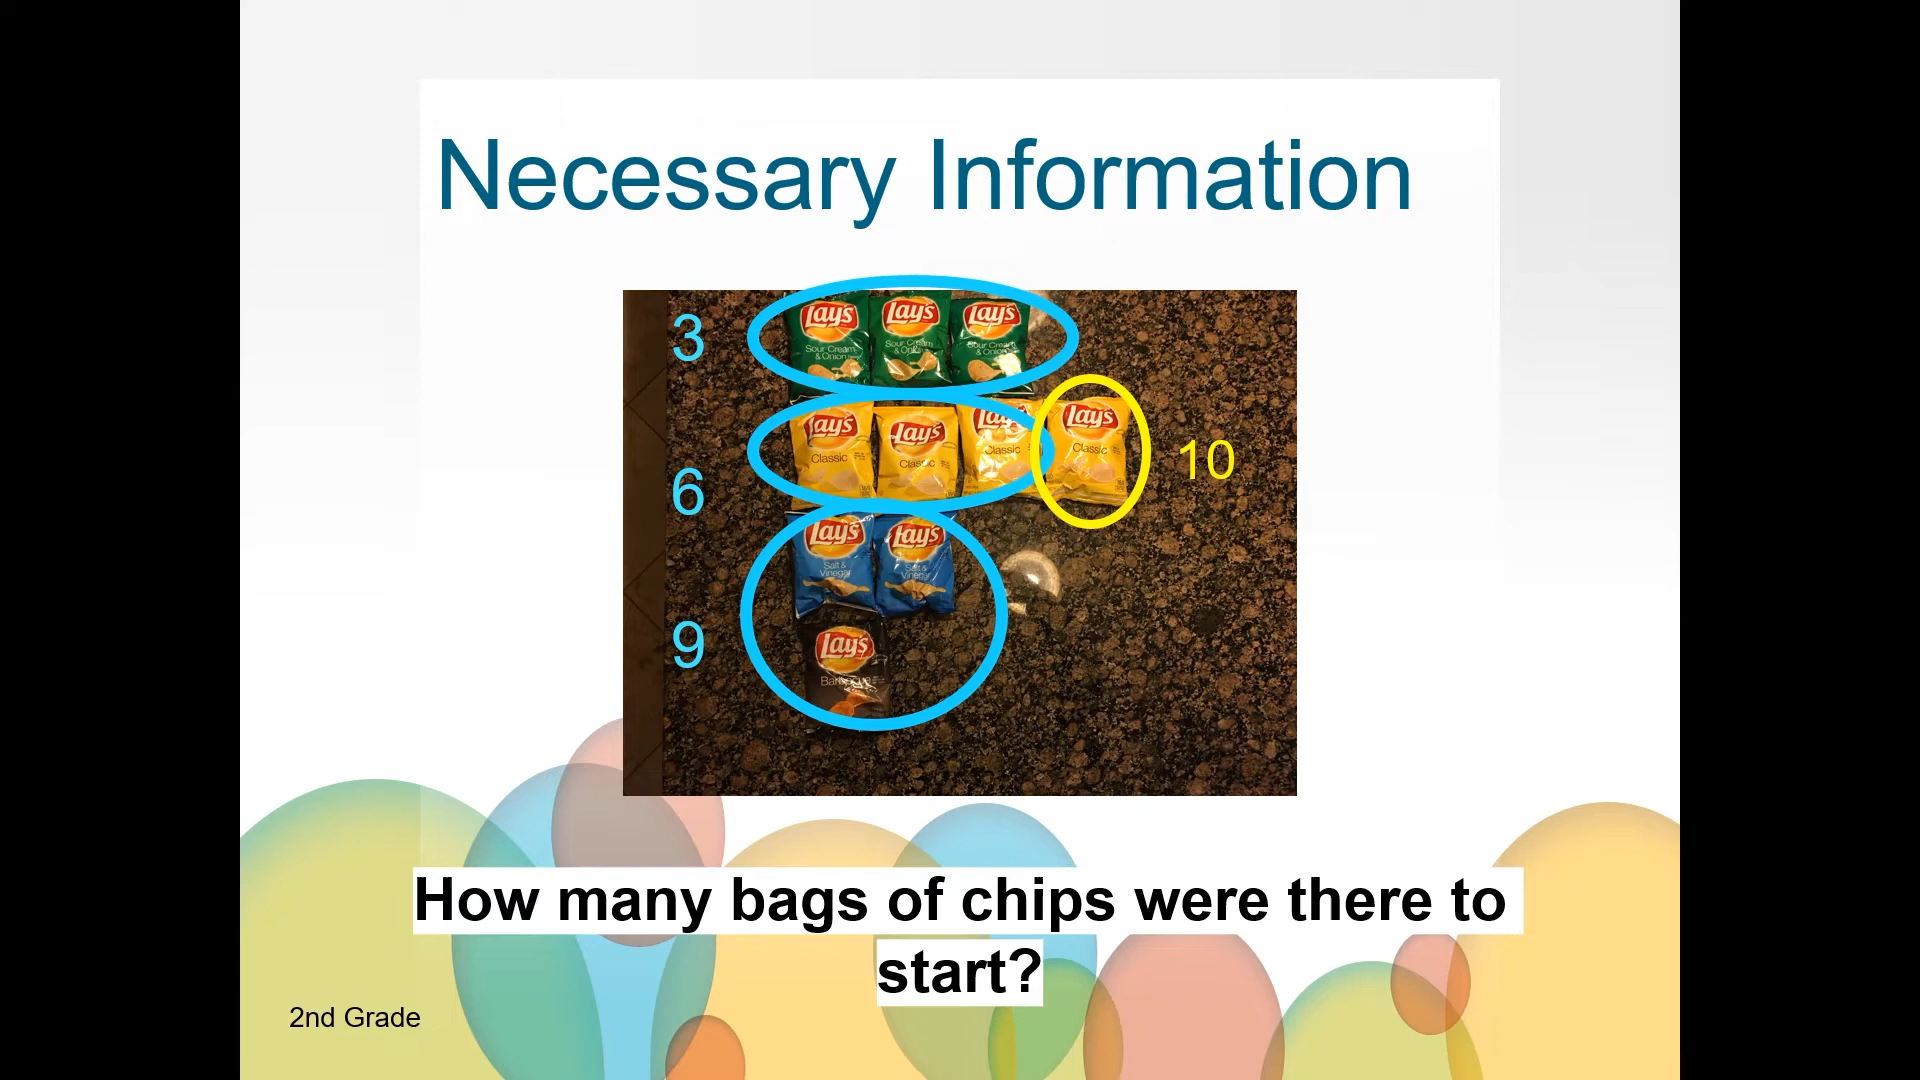 Necessary Information
3
Lay's Lay's Lay's
Sour Cream & Onion Sour Cream & Onion Sour Cream & Onion
6
Lay's Lay's Lay's Lay's
Classic Classic Classic Classic
10
Lay's Lay's
Salt & Vinegar Salt & Vinegar
9
Lay's
Barbecue
How many bags of chips were there to
start?
2nd Grade